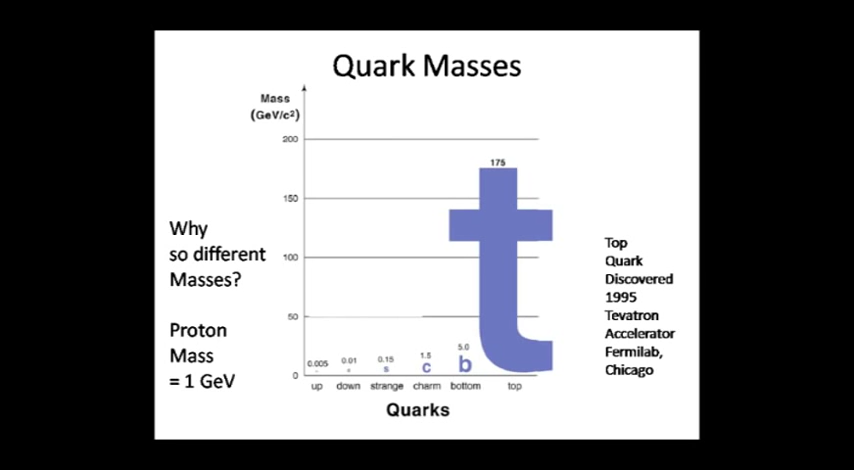 Quark Masses
Mass
(GeV/c²)
200
175
150
100
50
0
0.005
0.01
0.15
1.5
5.0
s
c
b
t
up
down
strange
charm
bottom
top
Quarks
Why
so different
Masses?
Proton
Mass
= 1 GeV
Top
Quark
Discovered
1995
Tevatron
Accelerator
Fermilab,
Chicago